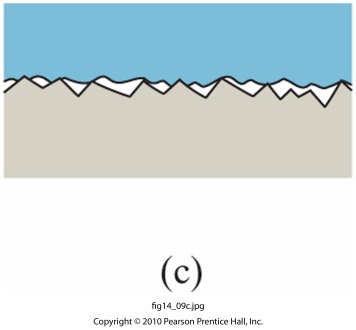 (c)
fig14_09c.jpg
Copyright © 2010 Pearson Prentice Hall, Inc.